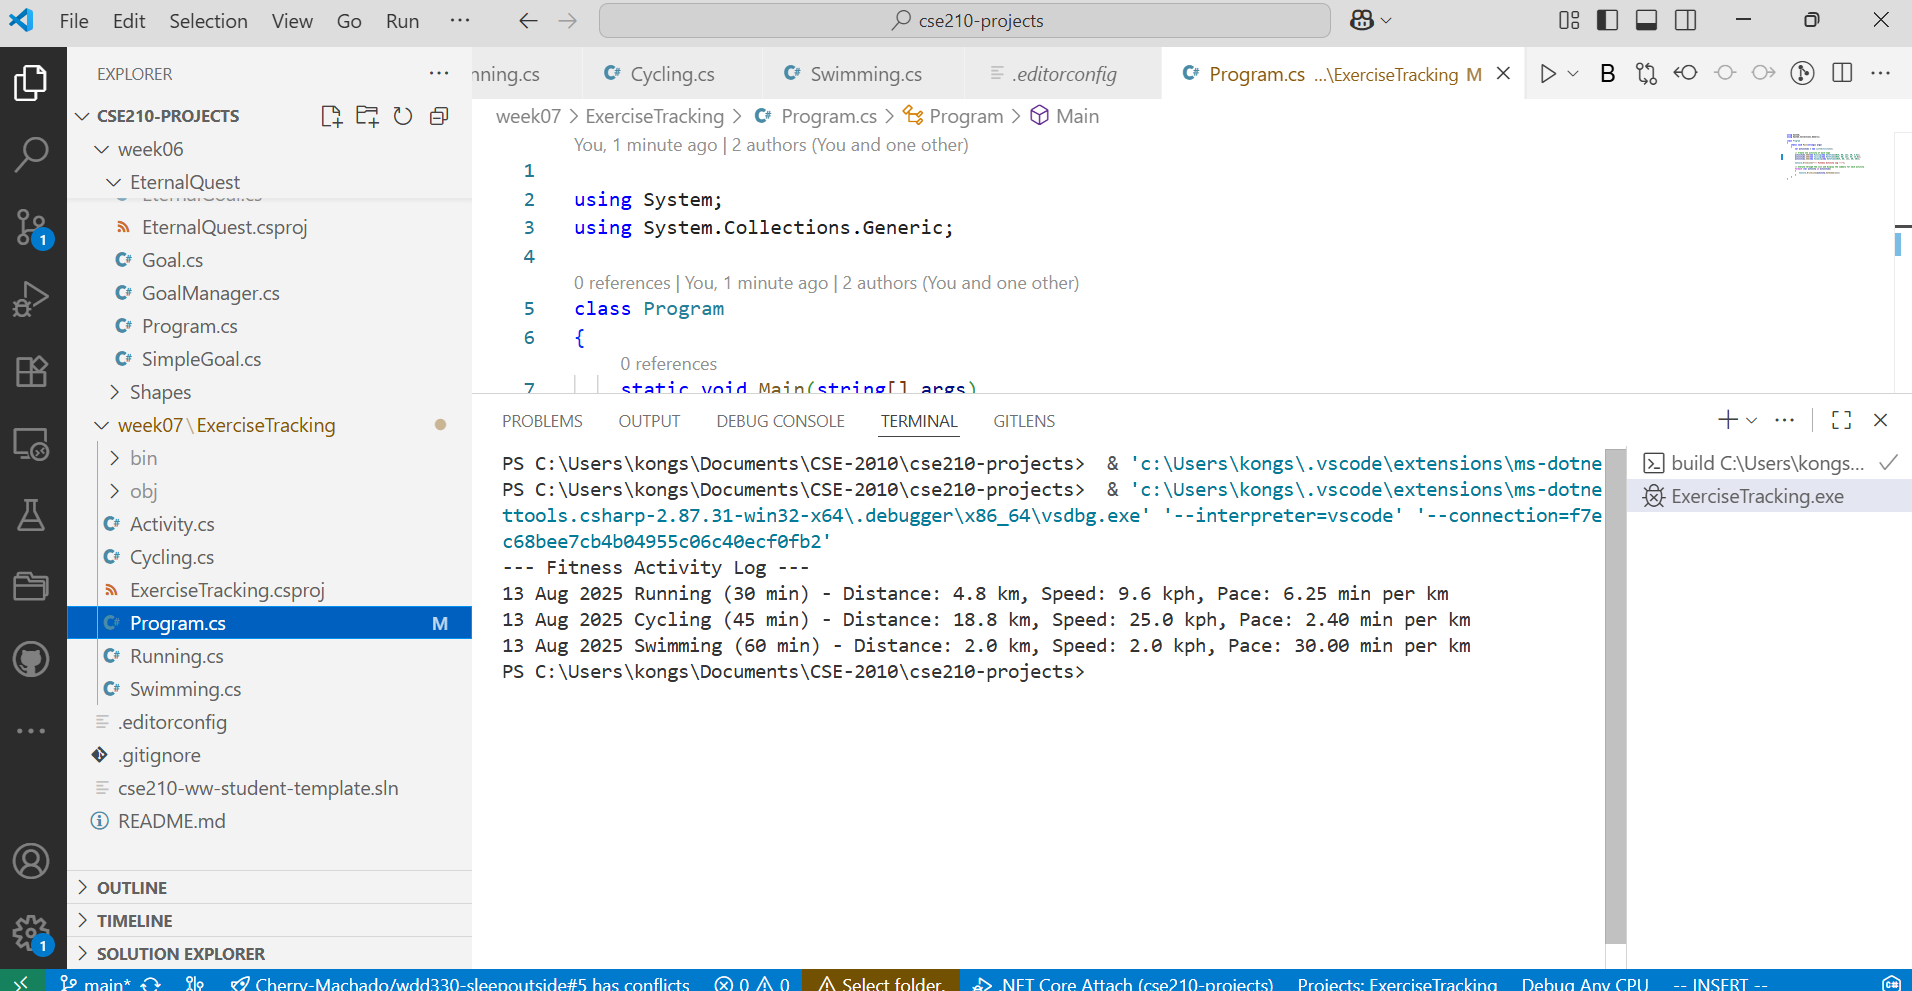 File Edit Selection View Go Run ··· cse210-projects
EXPLORER
CSE210-PROJECTS
week06
EternalQuest
EternalGoal.cs
EternalQuest.csproj
Goal.cs
GoalManager.cs
Program.cs
SimpleGoal.cs
Shapes
week07\ExerciseTracking
bin
obj
Activity.cs
Cycling.cs
ExerciseTracking.csproj
Program.cs M
Running.cs
Swimming.cs
.editorconfig
.gitignore
cse210-ww-student-template.sln
README.md
OUTLINE
TIMELINE
SOLUTION EXPLORER
nning.cs Cycling.cs Swimming.cs .editorconfig Program.cs ...\ExerciseTracking M
week07 > ExerciseTracking > Program.cs > Program > Main
You, 1 minute ago | 2 authors (You and one other)
1
2 using System;
3 using System.Collections.Generic;
4
0 references | You, 1 minute ago | 2 authors (You and one other)
5 class Program
6 {
0 references
7 static void Main(string[] args)
PROBLEMS OUTPUT DEBUG CONSOLE TERMINAL GITLENS
PS C:\Users\kongs\Documents\CSE-2010\cse210-projects> & 'c:\Users\kongs\.vscode\extensions\ms-dotne
PS C:\Users\kongs\Documents\CSE-2010\cse210-projects> & 'c:\Users\kongs\.vscode\extensions\ms-dotne
ttools.csharp-2.87.31-win32-x64\.debugger\x86_64\vsdbg.exe' '--interpreter=vscode' '--connection=f7e
c68bee7cb4b04955c06c40ecf0fb2'
--- Fitness Activity Log ---
13 Aug 2025 Running (30 min) - Distance: 4.8 km, Speed: 9.6 kph, Pace: 6.25 min per km
13 Aug 2025 Cycling (45 min) - Distance: 18.8 km, Speed: 25.0 kph, Pace: 2.40 min per km
13 Aug 2025 Swimming (60 min) - Distance: 2.0 km, Speed: 2.0 kph, Pace: 30.00 min per km
PS C:\Users\kongs\Documents\CSE-2010\cse210-projects>
build C:\Users\kongs...
ExerciseTracking.exe
main* Cherry-Machado/wdd330-sleepoutside#5 has conflicts 0 0 Select folder. .NET Core Attach (cse210-projects) Projects: ExerciseTracking Debug Any CPU -- INSERT --